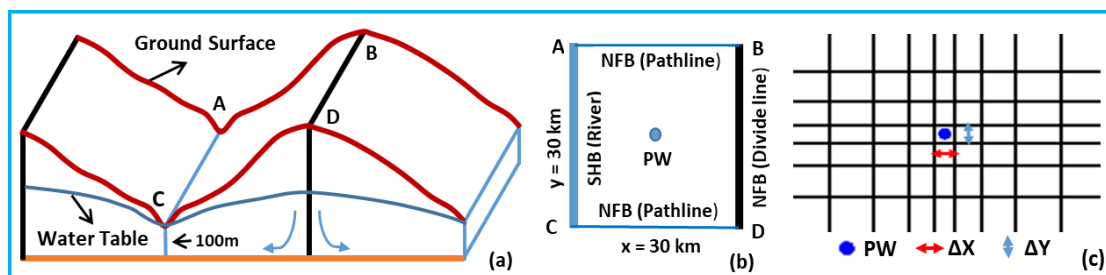 Ground Surface
A
B
D
C
Water Table
100m
(a)
A
B
NFB (Pathline)
y = 30 km
SHB (River)
PW
NFB (Divide line)
NFB (Pathline)
C
D
x = 30 km
(b)
PW
ΔX
ΔY
(c)